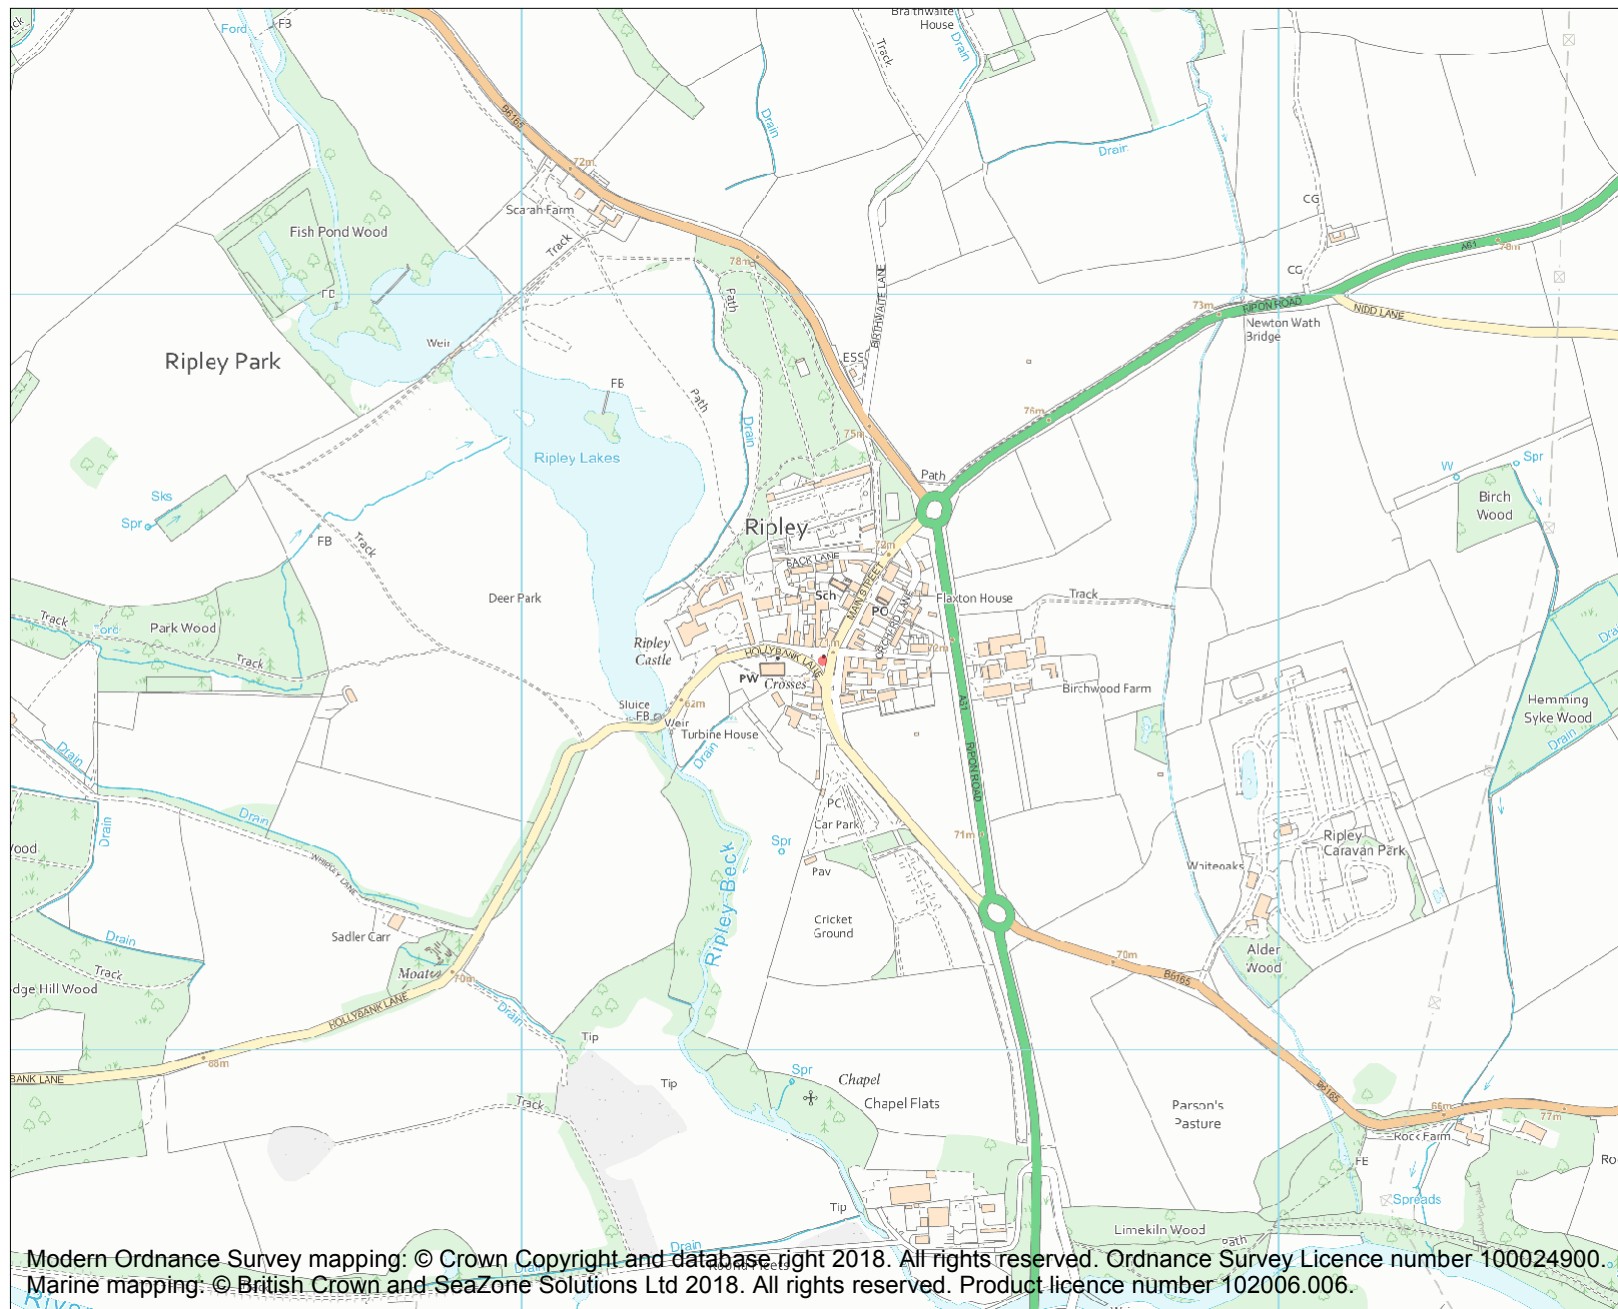 Ford
FB
Braithwaite
House
Drain
Track
B6165
Drain
Drain
72m
Scarah Farm
CG
Fish Pond Wood
Track
A61
78m
78m
CG
Path
BIRTHWAITE LANE
73m
RIPON ROAD
NIDD LANE
Newton Wath
Bridge
Weir
Ripley Park
ESS
FB
Path
76m
Drain
75m
Ripley Lakes
Path
W
Spr
Sks
Birch
Wood
Spr
Ripley
FB
Track
72m
BACK LANE
MAIN STREET
Deer Park
Sch
PO
ORCHERD LANE
Flaxton House
Track
Track
Ford
Park Wood
Ripley
Castle
Track
HOLLYBANK LANE
72m
PW
Crosses
Birchwood Farm
A61
Hemming
Syke Wood
Sluice
FB
62m
Weir
Turbine House
Drain
Drain
Drain
RIPON ROAD
PC
Car Park
Drain
Drain
71m
Spr
Ripley
Caravan Park
Pav
Waiteoaks
Ripley Beck
Cricket
Ground
Sadler Carr
Drain
Alder
Wood
70m
Moat
70m
Track
B6165
HOLLYBANK LANE
Drain
Tip
68m
BANK LANE
Spr
Chapel
Tip
Chapel Flats
Track
Parson's
Pasture
B6165
66m
77m
Rock Farm
Spreads
Tip
Limekiln Wood
Path
Drain
Modern Ordnance Survey mapping: © Crown Copyright and database right 2018. All rights reserved. Ordnance Survey Licence number 100024900.
Marine mapping: © British Crown and SeaZone Solutions Ltd 2018. All rights reserved. Product licence number 102006.006.